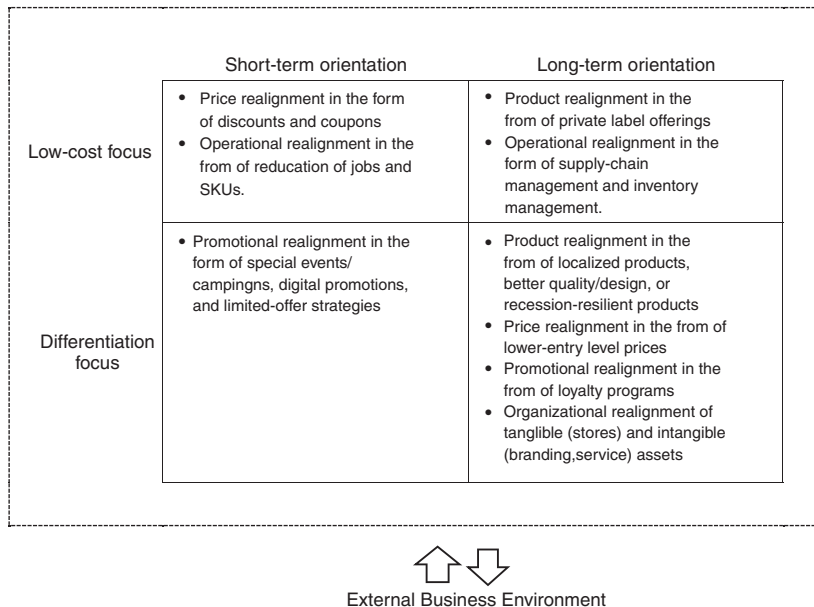 Short-term orientation
Long-term orientation
Low-cost focus
• Price realignment in the form
of discounts and coupons
• Operational realignment in the
from of reducation of jobs and
SKUs.
• Product realignment in the
from of private label offerings
• Operational realignment in the
form of supply-chain
management and inventory
management.
Differentiation
focus
• Promotional realignment in the
form of special events/
campingns, digital promotions,
and limited-offer strategies
• Product realignment in the
from of localized products,
better quality/design, or
recession-resilient products
• Price realignment in the from of
lower-entry level prices
• Promotional realignment in the
from of loyalty programs
• Organizational realignment of
tanglible (stores) and intangible
(branding,service) assets
External Business Environment